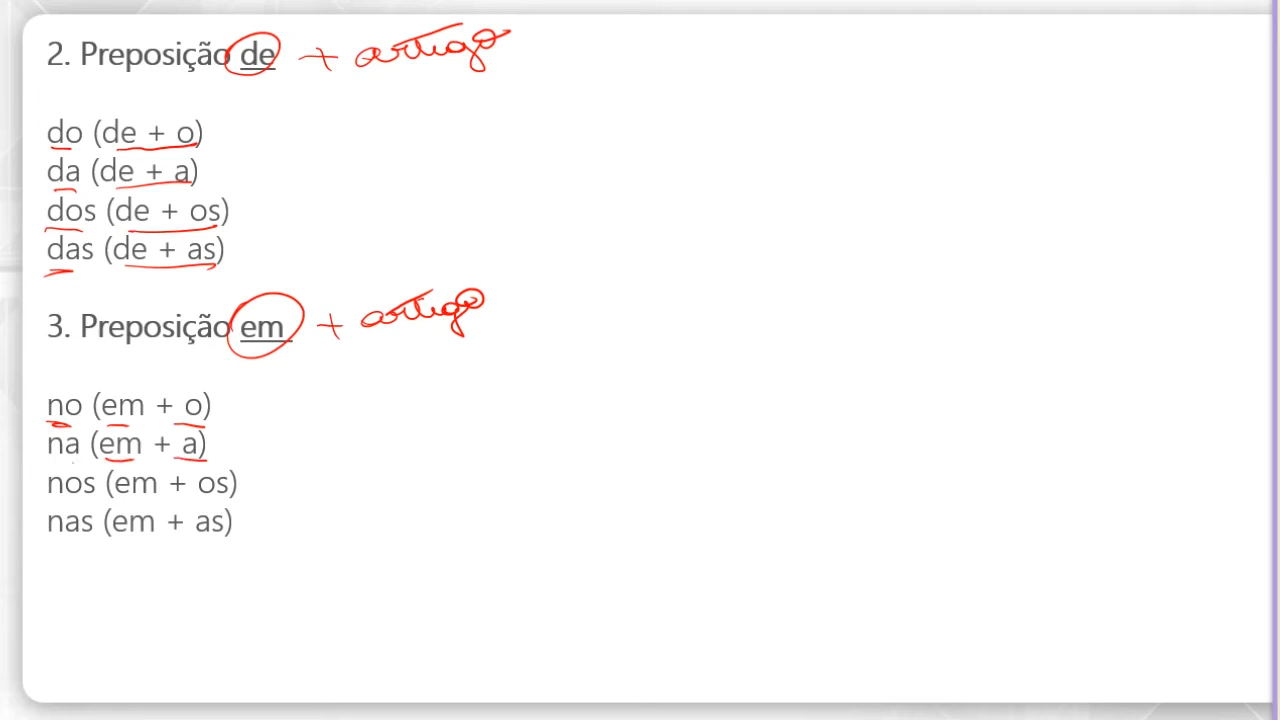 2. Preposição de + artigo
do (de + o)
da (de + a)
dos (de + os)
das (de + as)
3. Preposição em + artigo
no (em + o)
na (em + a)
nos (em + os)
nas (em + as)